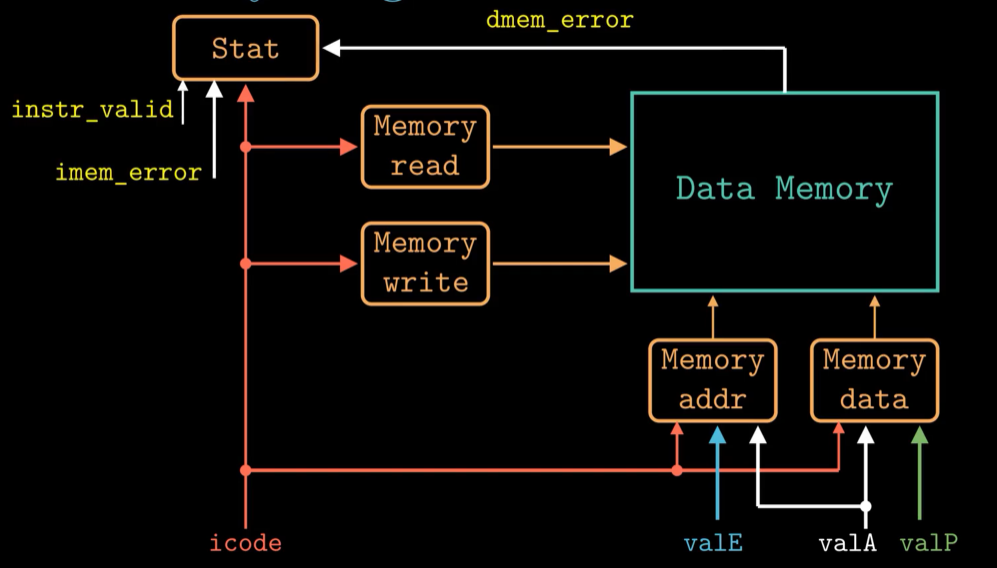 dmem_error
Stat
instr_valid
imem_error
Memory
read
Data Memory
Memory
write
Memory
addr
Memory
data
icode
valE
valA
valP